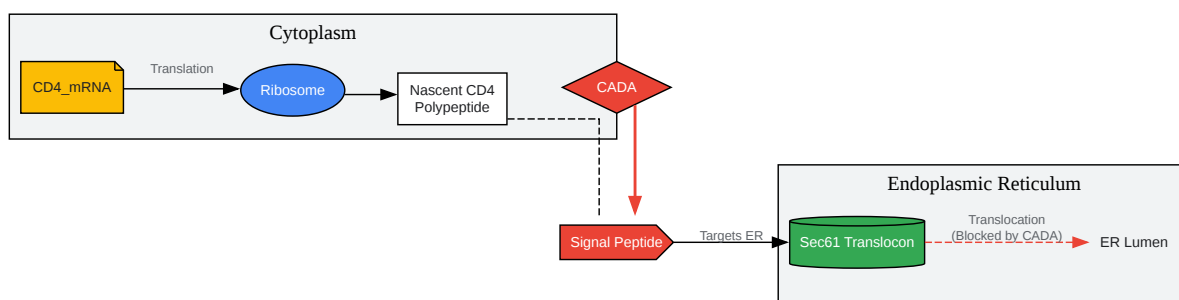 Cytoplasm
CD4_mRNA
Translation
Ribosome
Nascent CD4
Polypeptide
CADA
Signal Peptide
Targets ER
Endoplasmic Reticulum
Sec61 Translocon
Translocation
(Blocked by CADA)
ER Lumen